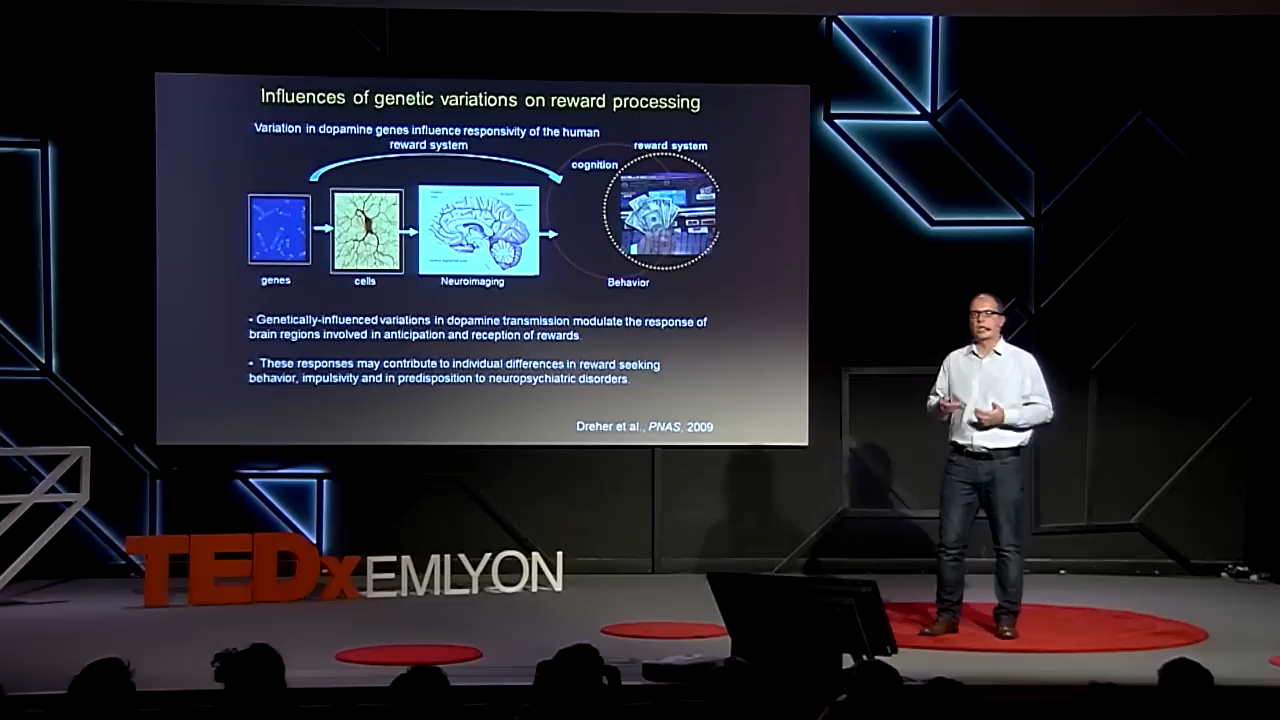 Influences of genetic variations on reward processing
Variation in dopamine genes influence responsivity of the human
reward system
reward system
cognition
genes
cells
Neuroimaging
Behavior
- Genetically-influenced variations in dopamine transmission modulate the response of
brain regions involved in anticipation and reception of rewards.
- These responses may contribute to individual differences in reward seeking
behavior, impulsivity and in predisposition to neuropsychiatric disorders.
Dreher et al., PNAS, 2009
TEDxEMLYON